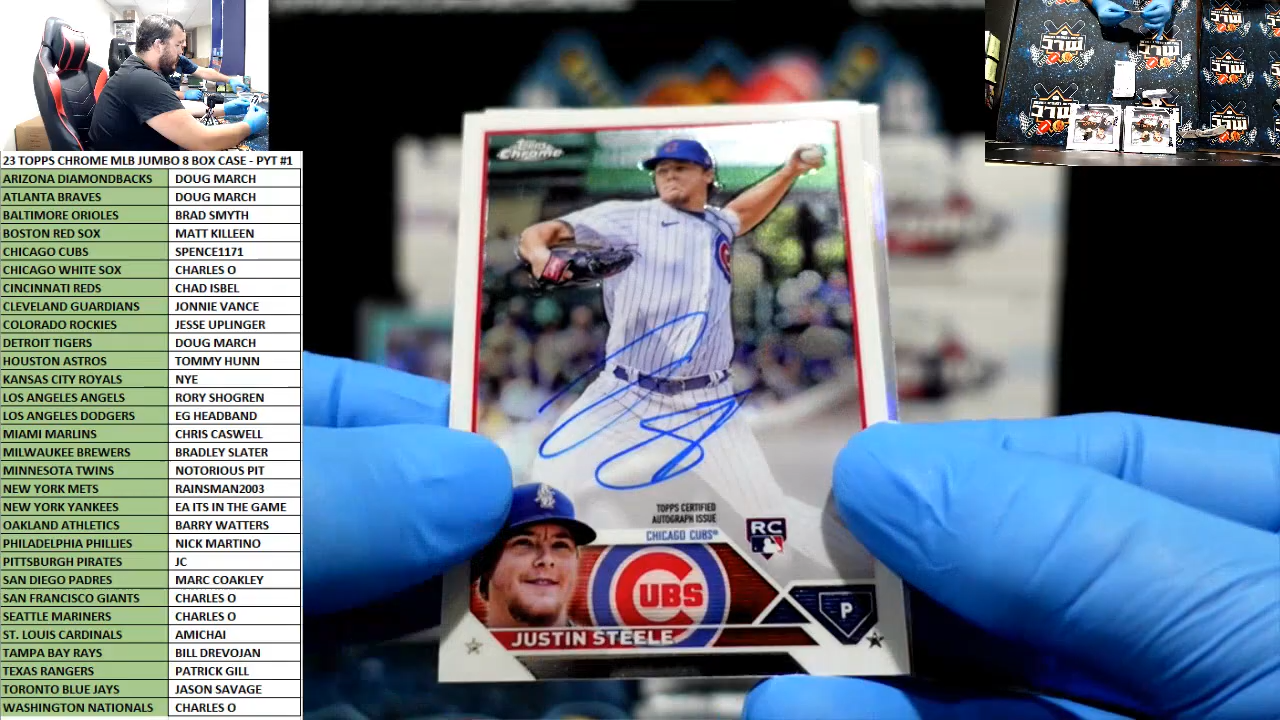 23 TOPPS CHROME MLB JUMBO 8 BOX CASE - PYT #1
ARIZONA DIAMONDBACKS DOUG MARCH
ATLANTA BRAVES DOUG MARCH
BALTIMORE ORIOLES BRAD SMYTH
BOSTON RED SOX MATT KILLEEN
CHICAGO CUBS SPENCE1171
CHICAGO WHITE SOX CHARLES O
CINCINNATI REDS CHAD ISBEL
CLEVELAND GUARDIANS JONNIE VANCE
COLORADO ROCKIES JESSE UPLINGER
DETROIT TIGERS DOUG MARCH
HOUSTON ASTROS TOMMY HUNN
KANSAS CITY ROYALS NYE
LOS ANGELES ANGELS RORY SHOGREN
LOS ANGELES DODGERS EG HEADBAND
MIAMI MARLINS CHRIS CASWELL
MILWAUKEE BREWERS BRADLEY SLATER
MINNESOTA TWINS NOTORIOUS PIT
NEW YORK METS RAINSMAN2003
NEW YORK YANKEES EA ITS IN THE GAME
OAKLAND ATHLETICS BARRY WATTERS
PHILADELPHIA PHILLIES NICK MARTINO
PITTSBURGH PIRATES JC
SAN DIEGO PADRES MARC COAKLEY
SAN FRANCISCO GIANTS CHARLES O
SEATTLE MARINERS CHARLES O
ST. LOUIS CARDINALS AMICHAI
TAMPA BAY RAYS BILL DREVOJAN
TEXAS RANGERS PATRICK GILL
TORONTO BLUE JAYS JASON SAVAGE
WASHINGTON NATIONALS CHARLES O
Topps
Chrome
TOPPS CERTIFIED
AUTOGRAPH ISSUE
CHICAGO CUBS®
RC
CUBS
P
JUSTIN STEELE